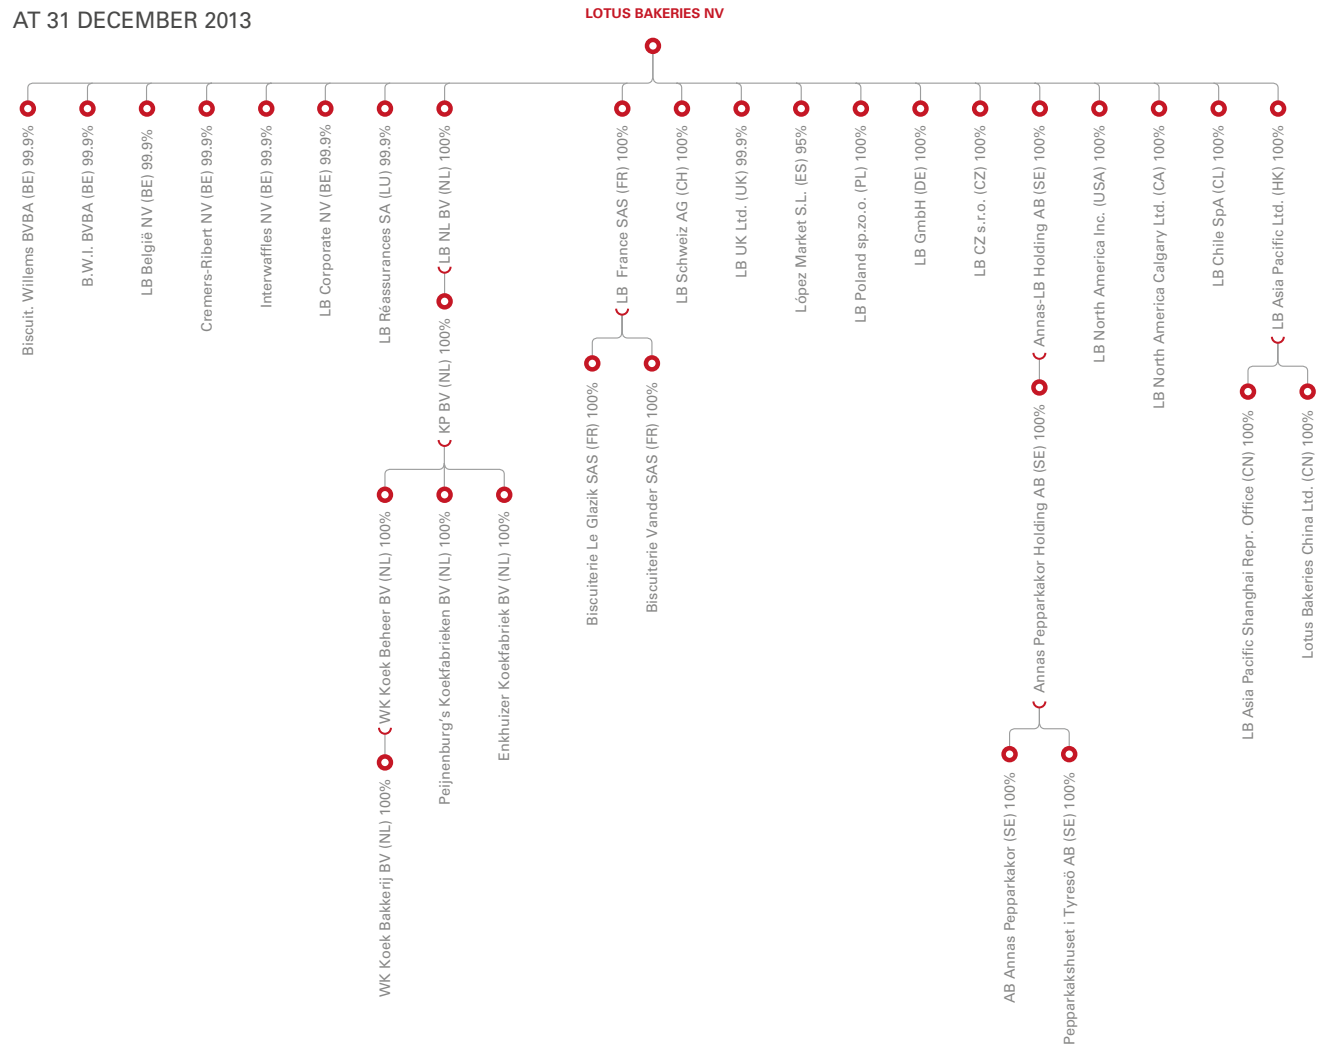 AT 31 DECEMBER 2013
LOTUS BAKERIES NV
Biscuit. Willems BVBA (BE) 99.9%
B.W.I. BVBA (BE) 99.9%
LB België NV (BE) 99.9%
Cremers-Ribert NV (BE) 99.9%
Interwaffles NV (BE) 99.9%
LB Corporate NV (BE) 99.9%
LB Réassurances SA (LU) 99.9%
LB NL BV (NL) 100%
KP BV (NL) 100%
WK Koek Beheer BV (NL) 100%
WK Koek Bakkerij BV (NL) 100%
Peijnenburg's Koekfabrieken BV (NL) 100%
Enkhuizer Koekfabriek BV (NL) 100%
LB France SAS (FR) 100%
Biscuiterie Le Glazik SAS (FR) 100%
Biscuiterie Vander SAS (FR) 100%
LB Schweiz AG (CH) 100%
LB UK Ltd. (UK) 99.9%
López Market S.L. (ES) 95%
LB Poland sp.zo.o. (PL) 100%
LB GmbH (DE) 100%
LB CZ s.r.o. (CZ) 100%
Annas-LB Holding AB (SE) 100%
Annas Pepparkakor Holding AB (SE) 100%
AB Annas Pepparkakor (SE) 100%
Pepparkakshuset i Tyresö AB (SE) 100%
LB North America Inc. (USA) 100%
LB North America Calgary Ltd. (CA) 100%
LB Chile SpA (CL) 100%
LB Asia Pacific Ltd. (HK) 100%
LB Asia Pacific Shanghai Repr. Office (CN) 100%
Lotus Bakeries China Ltd. (CN) 100%